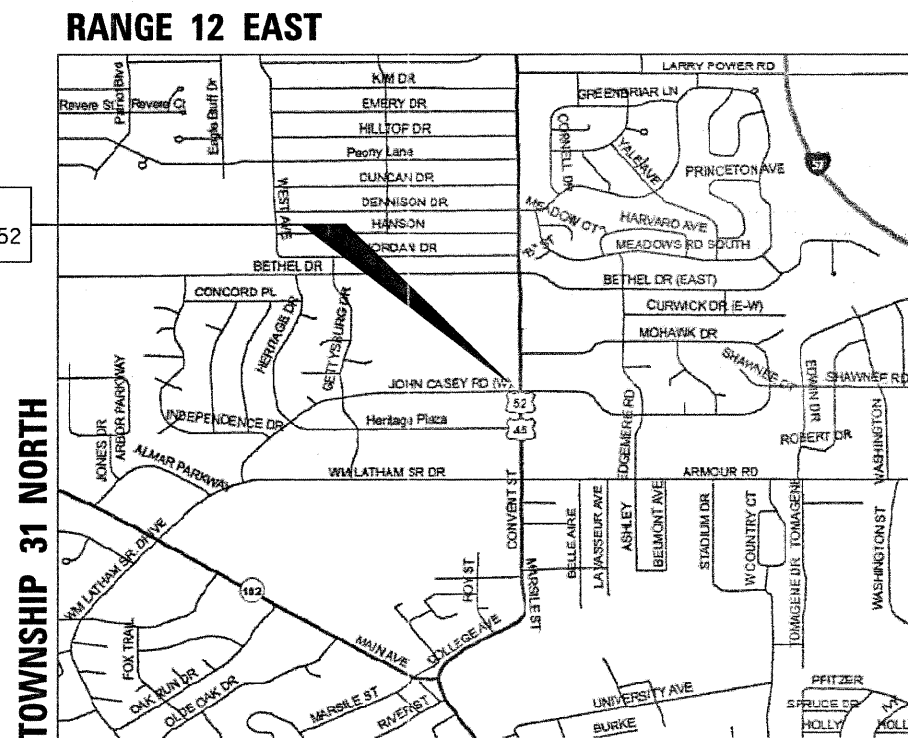 RANGE 12 EAST
KIM DR
LARRY POWER RD
Patriot Blvd
Eagle Bluff Dr
Revere St
Revere Ct
EMERY DR
GREENBRIAR LN
HILLTOF DR
CORNELL DR
YALE AVE
Peony Lane
57
PRINCETON AVE
DUNCAN DR
WEST AVE
DENNISON DR
MEADOW CT
HARVARD AVE
HANSON
52
JORDAN DR
MEADOWS RD SOUTH
BETHEL DR
BETHEL DR (EAST)
CONCORD PL
CURWICK DR (E-W)
HERITAGE DR
GETTYSBURG DR
MOHAWK DR
SHAWNEE CT
EDWIN DR
SHAWNEE RD
JOHN CASEY RD (W)
52
ARBOR PARKWAY
JONES DR
INDEPENDENCE DR
Heritage Plaza
45
EDGEMERE RD
ROBERT DR
WASHINGTON
ALMAR PARKWAY
WM LATHAM SR DR
ARMOUR RD
TOWNSHIP 31 NORTH
CONVENT ST
BELLE AIRE
LAVASSEUR AVE
ASHLEY
BELMONT AVE
STADIUM DR
W COUNTRY CT
TOMAGENE
WASHINGTON ST
WM LATHAM SR. DRIVE
102
ROY ST
MARSILE ST
TOMAGENE DR
FOX TRAIL
MAIN AVE
COLLEGE AVE
OAK RUN DR
OLDE OAK DR
MARSILE ST
RIVER ST
UNIVERSITY AVE
PFITZER
SPRUCE DR
IVY
BURKE
HOLLY
HOLL